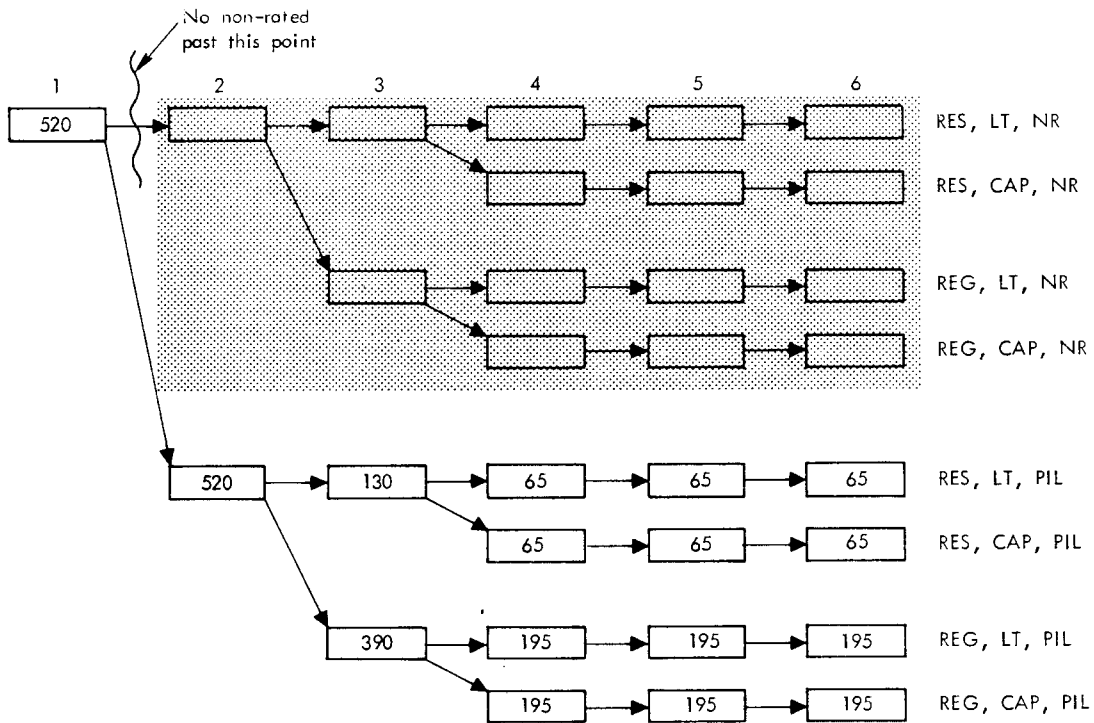 No non-rated
past this point
1 2 3 4 5 6
520 RES, LT, NR
RES, CAP, NR
REG, LT, NR
REG, CAP, NR
520 130 65 65 65 RES, LT, PIL
65 65 65 RES, CAP, PIL
390 195 195 195 REG, LT, PIL
195 195 195 REG, CAP, PIL